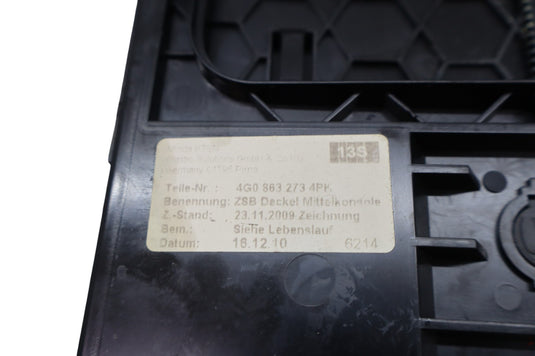 13S
Teile-Nr.: 4G0 863 273 4PK
Benennung: ZSB Deckel Mittelkonsole
Z.-Stand: 23.11.2009 Zeichnung
Bem.: Siehe Lebenslauf
Datum: 16.12.10 6214